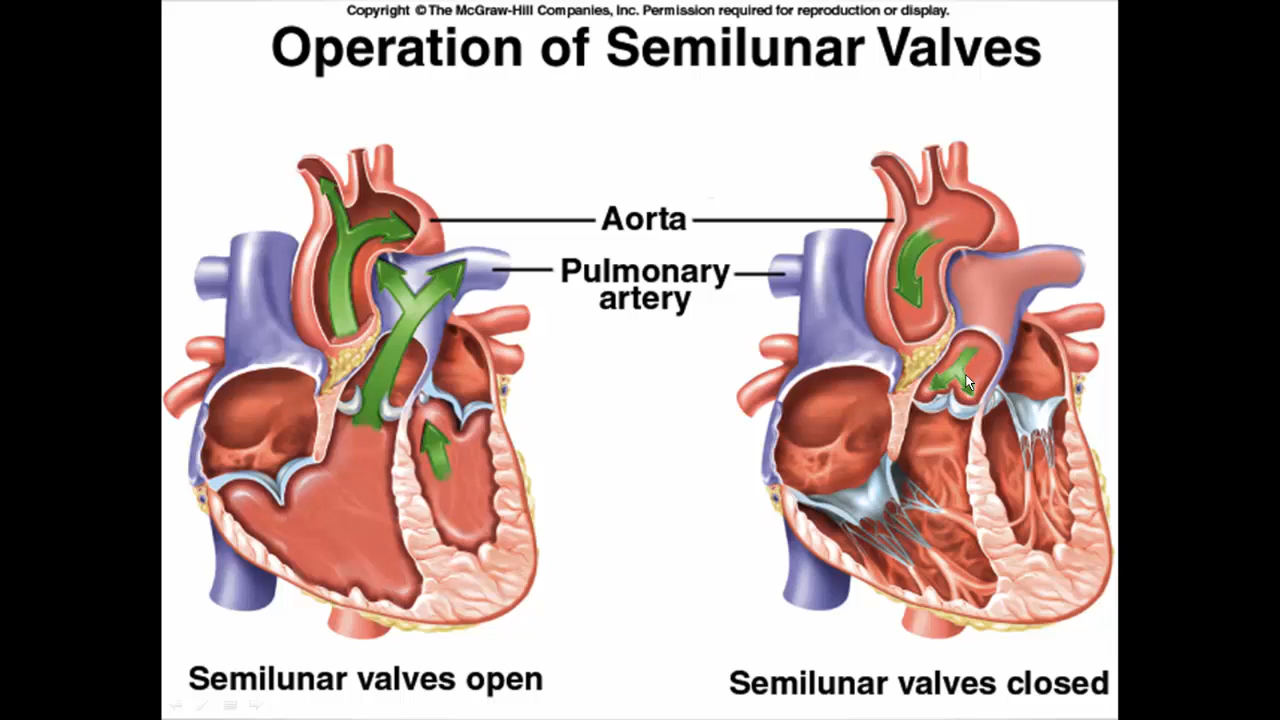 Copyright © The McGraw-Hill Companies, Inc. Permission required for reproduction or display.
Operation of Semilunar Valves
Aorta
Pulmonary
artery
Semilunar valves open
Semilunar valves closed